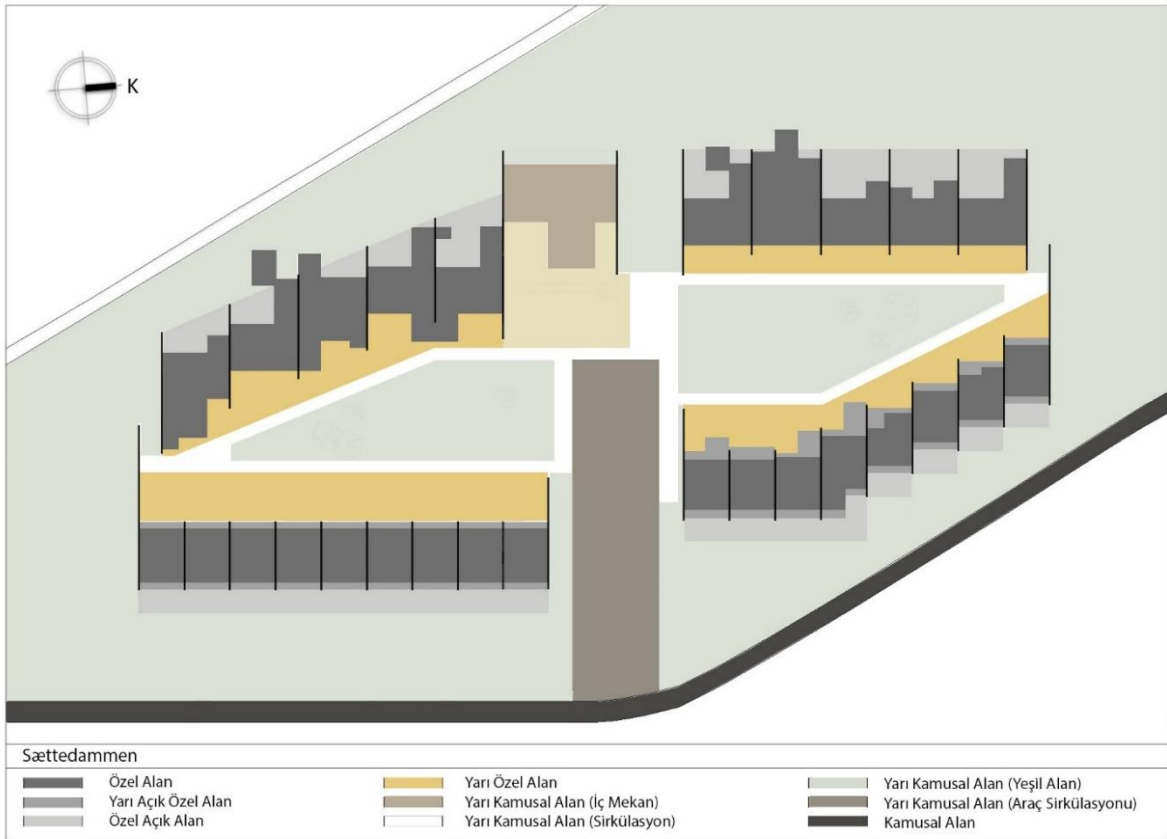 K
Sættedammen
Özel Alan
Yarı Açık Özel Alan
Özel Açık Alan
Yarı Özel Alan
Yarı Kamusal Alan (İç Mekan)
Yarı Kamusal Alan (Sirkülasyon)
Yarı Kamusal Alan (Yeşil Alan)
Yarı Kamusal Alan (Araç Sirkülasyonu)
Kamusal Alan